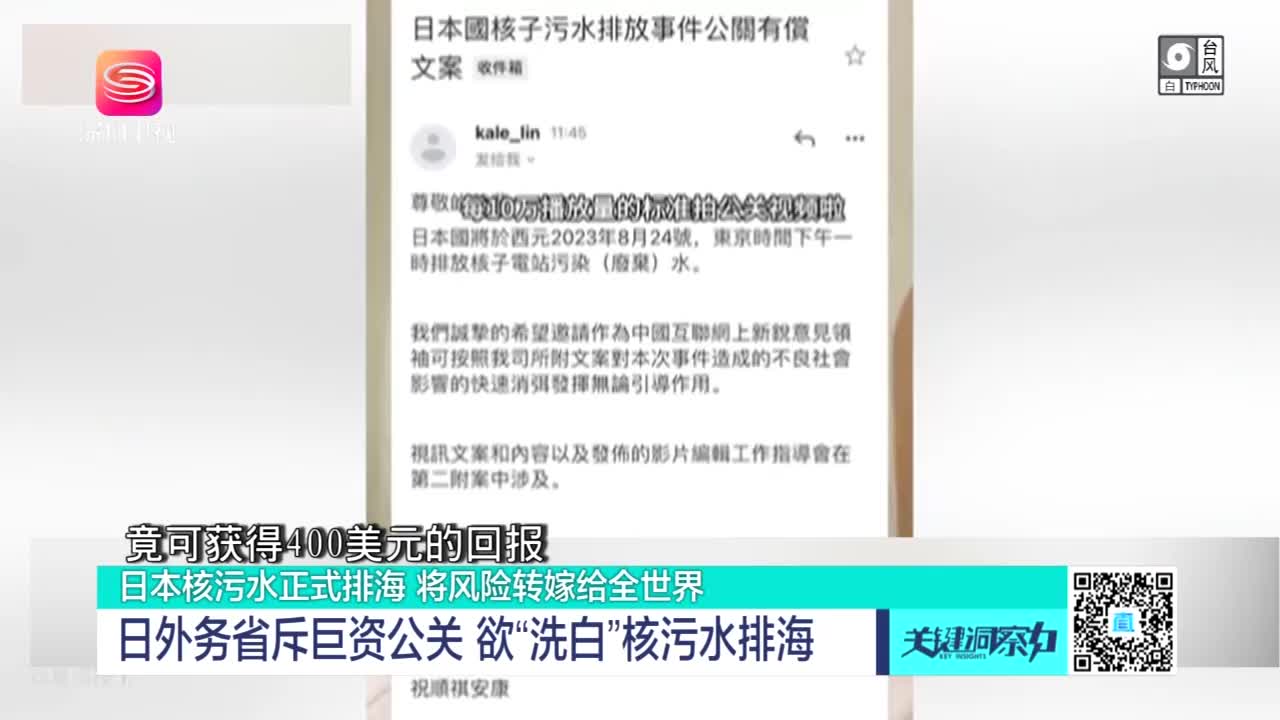 日本國核子污水排放事件公關有償
文案 收件箱
深圳卫视
台风
白 TYPHOON
kale_lin 11:45
发给我
尊敬的
每10万播放量的标准拍公关视频啦
日本國將於西元2023年8月24號，東京時間下午一
時排放核子電站污染（廢棄）水。
我們誠摯的希望邀請作為中國互聯網上新銳意見領
袖可按照我司所附文案對本次事件造成的不良社會
影響的快速消弭發揮無論引導作用。
視訊文案和內容以及發佈的影片編輯工作指導會在
第二附案中涉及。
竟可获得400美元的回报
日本核污水正式排海 将风险转嫁给全世界
日外务省斥巨资公关 欲“洗白”核污水排海
关键洞察力
KEY INSIGHTS
直
祝順祺安康